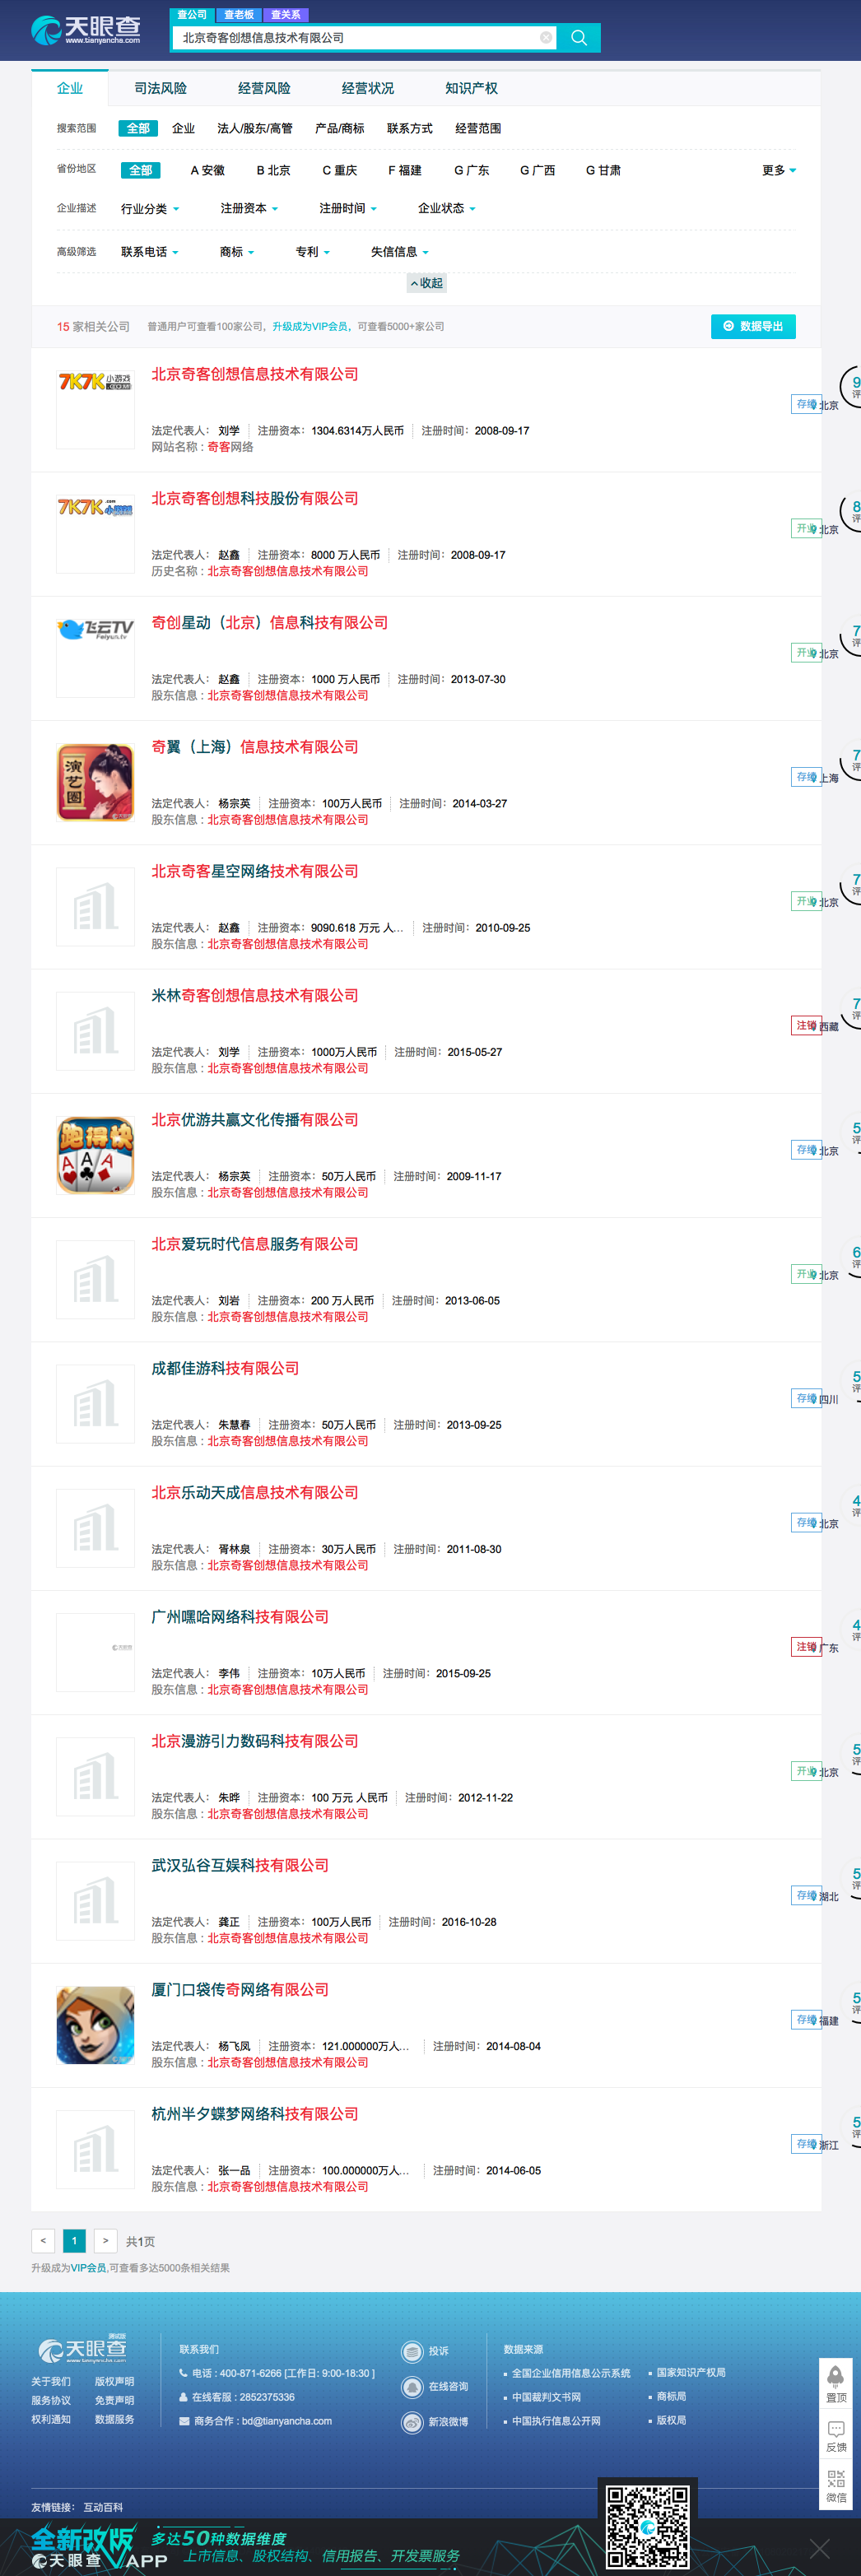 天眼查
www.tianyancha.com
查公司 查老板 查关系
北京奇客创想信息技术有限公司
企业 司法风险 经营风险 经营状况 知识产权
搜索范围 全部 企业 法人/股东/高管 产品/商标 联系方式 经营范围
省份地区 全部 A 安徽 B 北京 C 重庆 F 福建 G 广东 G 广西 G 甘肃 更多
企业描述 行业分类 注册资本 注册时间 企业状态
高级筛选 联系电话 商标 专利 失信信息
收起
15 家相关公司 普通用户可查看100家公司，升级成为VIP会员，可查看5000+家公司 数据导出
7K7K小游戏
北京奇客创想信息技术有限公司
存续 北京 9
评
法定代表人： 刘学 注册资本：1304.6314万人民币 注册时间：2008-09-17
网站名称 : 奇客网络
7K7K.com小游戏
北京奇客创想科技股份有限公司
开业 北京 8
评
法定代表人： 赵鑫 注册资本：8000 万人民币 注册时间：2008-09-17
历史名称 : 北京奇客创想信息技术有限公司
飞云TV
Feiyun.tv
奇创星动（北京）信息科技有限公司
开业 北京 7
评
法定代表人： 赵鑫 注册资本：1000 万人民币 注册时间：2013-07-30
股东信息 : 北京奇客创想信息技术有限公司
演艺圈
奇翼（上海）信息技术有限公司
存续 上海 7
评
法定代表人： 杨宗英 注册资本：100万人民币 注册时间：2014-03-27
股东信息 : 北京奇客创想信息技术有限公司
北京奇客星空网络技术有限公司
开业 北京 7
评
法定代表人： 赵鑫 注册资本：9090.618 万元 人... 注册时间：2010-09-25
股东信息 : 北京奇客创想信息技术有限公司
米林奇客创想信息技术有限公司
注销 西藏 7
评
法定代表人： 刘学 注册资本：1000万人民币 注册时间：2015-05-27
股东信息 : 北京奇客创想信息技术有限公司
跑得快
北京优游共赢文化传播有限公司
存续 北京 5
评
法定代表人： 杨宗英 注册资本：50万人民币 注册时间：2009-11-17
股东信息 : 北京奇客创想信息技术有限公司
北京爱玩时代信息服务有限公司
开业 北京 6
评
法定代表人： 刘岩 注册资本：200 万人民币 注册时间：2013-06-05
股东信息 : 北京奇客创想信息技术有限公司
成都佳游科技有限公司
存续 四川 5
评
法定代表人： 朱慧春 注册资本：50万人民币 注册时间：2013-09-25
股东信息 : 北京奇客创想信息技术有限公司
北京乐动天成信息技术有限公司
存续 北京 4
评
法定代表人： 胥林泉 注册资本：30万人民币 注册时间：2011-08-30
股东信息 : 北京奇客创想信息技术有限公司
天眼查
广州嘿哈网络科技有限公司
注销 广东 4
评
法定代表人： 李伟 注册资本：10万人民币 注册时间：2015-09-25
股东信息 : 北京奇客创想信息技术有限公司
北京漫游引力数码科技有限公司
开业 北京 5
评
法定代表人： 朱晔 注册资本：100 万元 人民币 注册时间：2012-11-22
股东信息 : 北京奇客创想信息技术有限公司
武汉弘谷互娱科技有限公司
存续 湖北 5
评
法定代表人： 龚正 注册资本：100万人民币 注册时间：2016-10-28
股东信息 : 北京奇客创想信息技术有限公司
厦门口袋传奇网络有限公司
存续 福建 5
评
法定代表人： 杨飞凤 注册资本：121.000000万人... 注册时间：2014-08-04
股东信息 : 北京奇客创想信息技术有限公司
杭州半夕蝶梦网络科技有限公司
存续 浙江 5
评
法定代表人： 张一品 注册资本：100.000000万人... 注册时间：2014-06-05
股东信息 : 北京奇客创想信息技术有限公司
< 1 > 共1页
升级成为VIP会员,可查看多达5000条相关结果
测试版
天眼查
关于我们 版权声明
服务协议 免责声明
权利通知 数据服务
联系我们
电话 : 400-871-6266 [工作日: 9:00-18:30 ]
在线客服 : 2852375336
商务合作 : bd@tianyancha.com
投诉
在线咨询
新浪微博
数据来源
全国企业信用信息公示系统 国家知识产权局
中国裁判文书网 商标局
中国执行信息公开网 版权局
置顶
反馈
微信
友情链接： 互动百科
全新改版 多达50种数据维度
天眼查 APP 上市信息、股权结构、信用报告、开发票服务